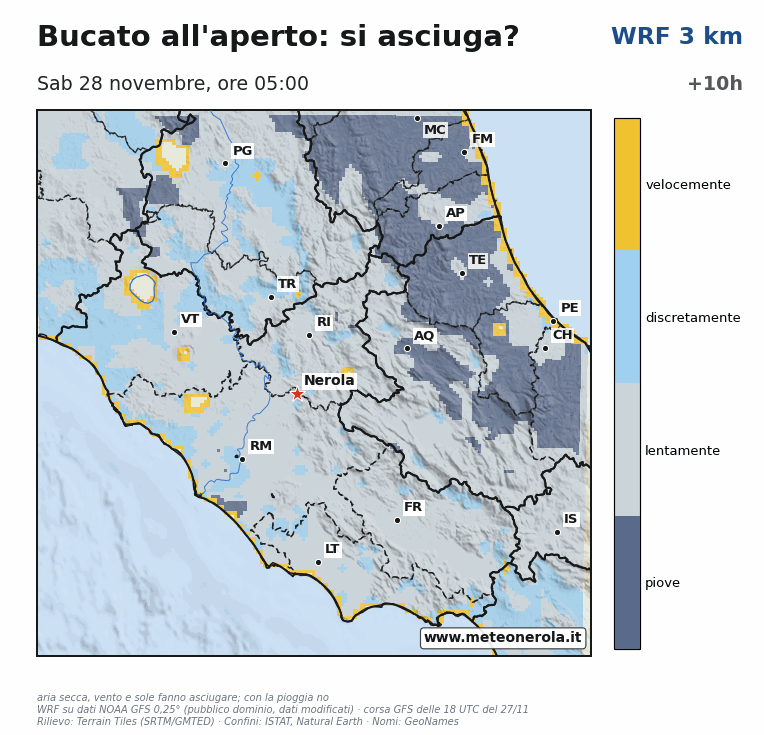 Bucato all'aperto: si asciuga?
WRF 3 km
Sab 28 novembre, ore 05:00
+10h
MC
FM
PG
AP
TE
TR
PE
VT
RI
AQ
CH
Nerola
RM
FR
IS
LT
www.meteonerola.it
velocemente
discretamente
lentamente
piove
aria secca, vento e sole fanno asciugare; con la pioggia no
WRF su dati NOAA GFS 0,25° (pubblico dominio, dati modificati) · corsa GFS delle 18 UTC del 27/11
Rilievo: Terrain Tiles (SRTM/GMTED) · Confini: ISTAT, Natural Earth · Nomi: GeoNames